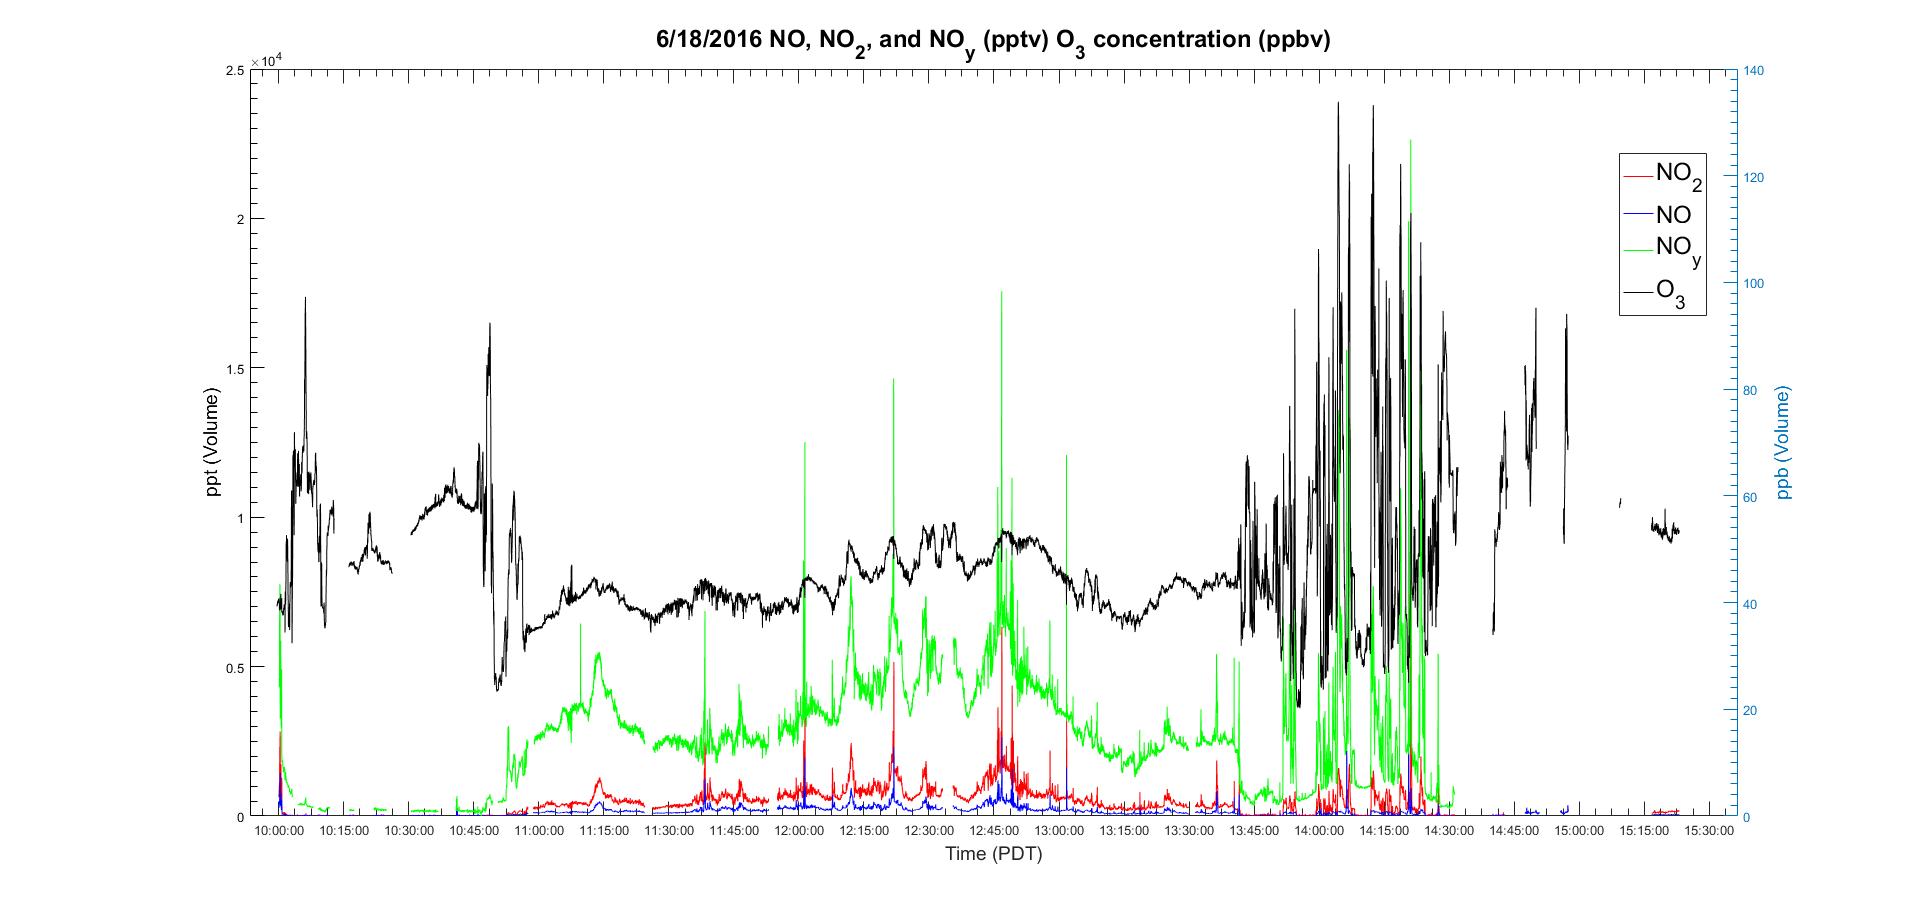 6/18/2016 NO, NO2, and NOy (pptv) O3 concentration (ppbv)
×10^4
2.5
2
1.5
1
0.5
0
ppt (Volume)
140
120
100
80
60
40
20
0
ppb (Volume)
NO2
NO
NOy
O3
10:00:00 10:15:00 10:30:00 10:45:00 11:00:00 11:15:00 11:30:00 11:45:00 12:00:00 12:15:00 12:30:00 12:45:00 13:00:00 13:15:00 13:30:00 13:45:00 14:00:00 14:15:00 14:30:00 14:45:00 15:00:00 15:15:00 15:30:00
Time (PDT)